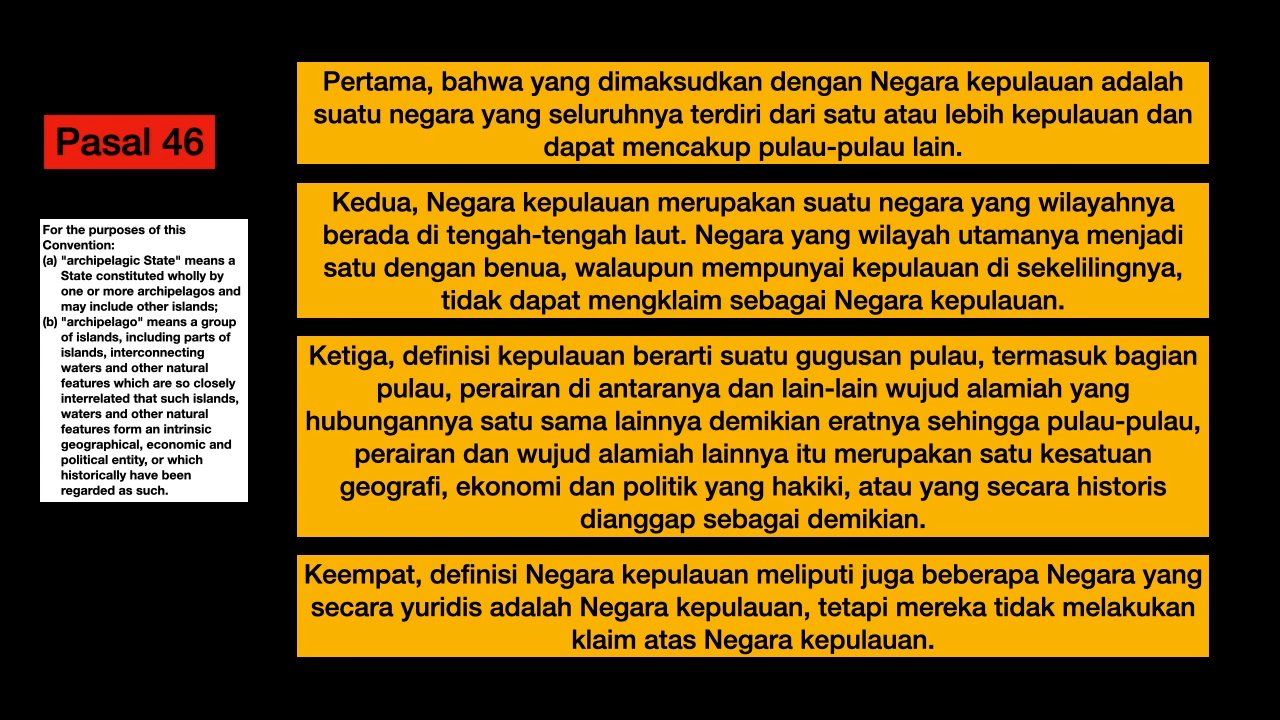 Pasal 46
For the purposes of this
Convention:
(a) "archipelagic State" means a
State constituted wholly by
one or more archipelagos and
may include other islands;
(b) "archipelago" means a group
of islands, including parts of
islands, interconnecting
waters and other natural
features which are so closely
interrelated that such islands,
waters and other natural
features form an intrinsic
geographical, economic and
political entity, or which
historically have been
regarded as such.
Pertama, bahwa yang dimaksudkan dengan Negara kepulauan adalah
suatu negara yang seluruhnya terdiri dari satu atau lebih kepulauan dan
dapat mencakup pulau-pulau lain.
Kedua, Negara kepulauan merupakan suatu negara yang wilayahnya
berada di tengah-tengah laut. Negara yang wilayah utamanya menjadi
satu dengan benua, walaupun mempunyai kepulauan di sekelilingnya,
tidak dapat mengklaim sebagai Negara kepulauan.
Ketiga, definisi kepulauan berarti suatu gugusan pulau, termasuk bagian
pulau, perairan di antaranya dan lain-lain wujud alamiah yang
hubungannya satu sama lainnya demikian eratnya sehingga pulau-pulau,
perairan dan wujud alamiah lainnya itu merupakan satu kesatuan
geografi, ekonomi dan politik yang hakiki, atau yang secara historis
dianggap sebagai demikian.
Keempat, definisi Negara kepulauan meliputi juga beberapa Negara yang
secara yuridis adalah Negara kepulauan, tetapi mereka tidak melakukan
klaim atas Negara kepulauan.